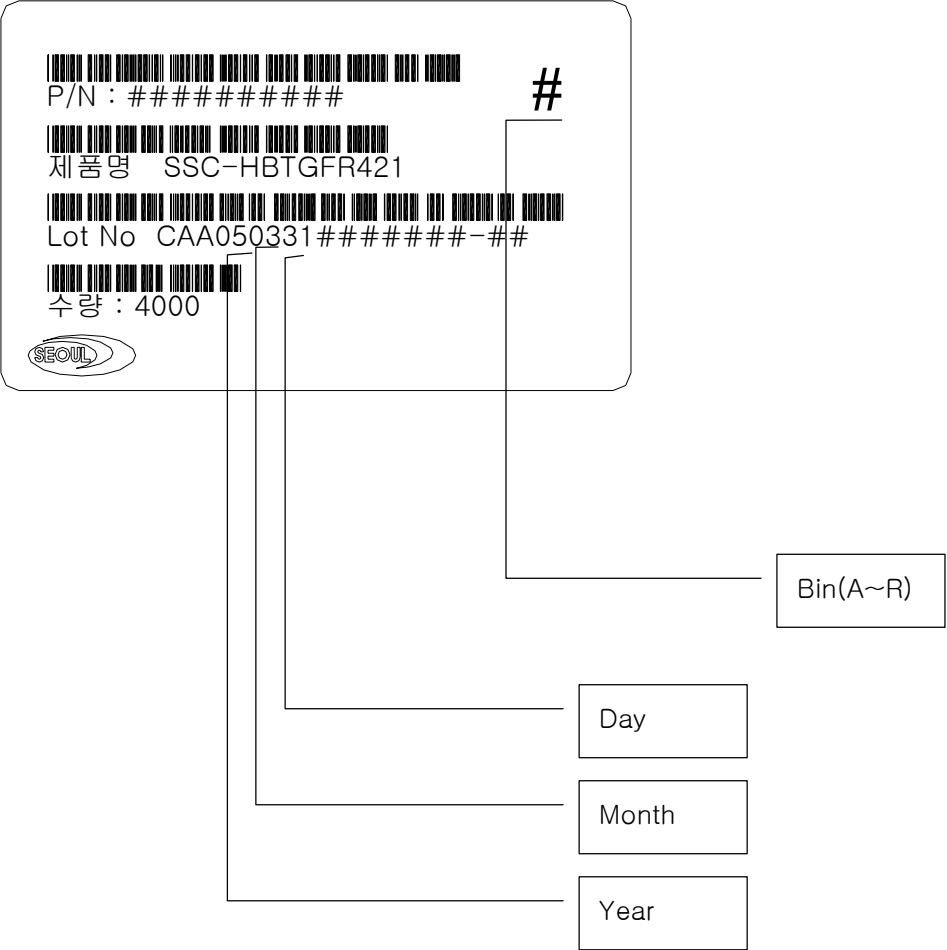 P/N : ##########
#
제품명 SSC-HBTGFR421
Lot No CAA050331#######-##
수량 : 4000
SEOUL
Bin(A~R)
Day
Month
Year